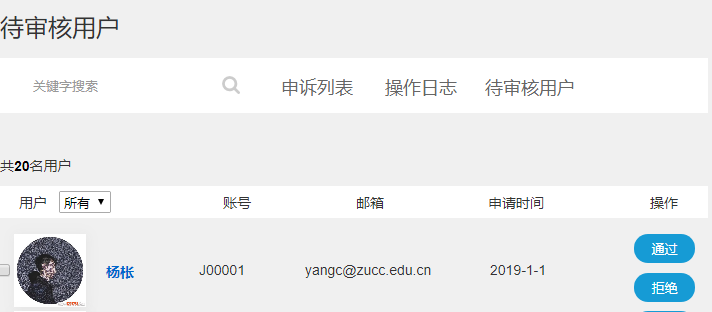 待审核用户
关键字搜索 申诉列表 操作日志 待审核用户
共20名用户
用户 所有 账号 邮箱 申请时间 操作
通过
杨枨 J00001 yangc@zucc.edu.cn 2019-1-1
拒绝